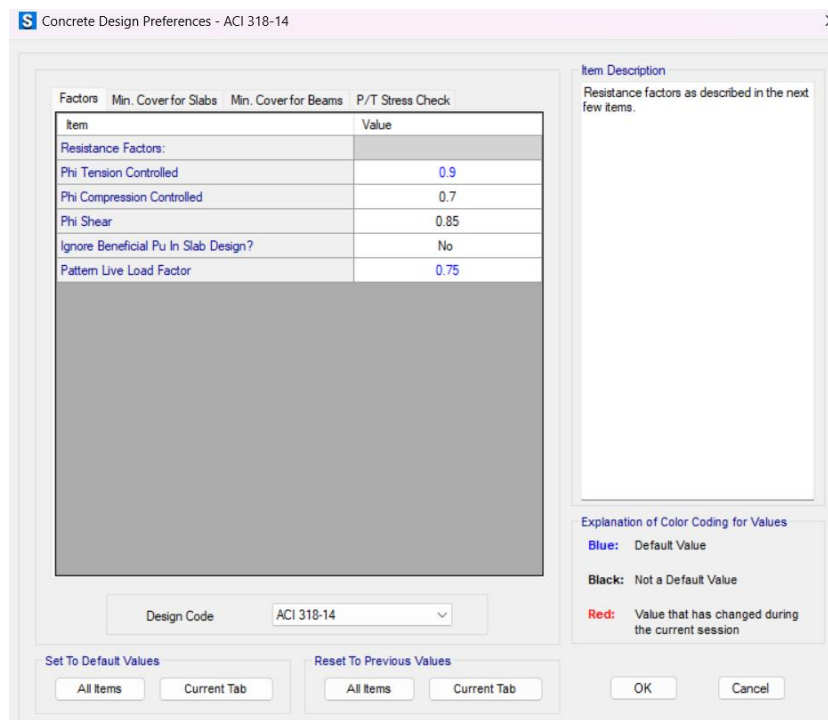 S Concrete Design Preferences - ACI 318-14
Factors Min. Cover for Slabs Min. Cover for Beams P/T Stress Check
Item Value
Resistance Factors:
Phi Tension Controlled 0.9
Phi Compression Controlled 0.7
Phi Shear 0.85
Ignore Beneficial Pu In Slab Design? No
Pattern Live Load Factor 0.75
Design Code ACI 318-14
Set To Default Values
All Items Current Tab
Reset To Previous Values
All Items Current Tab
Item Description
Resistance factors as described in the next
few items.
Explanation of Color Coding for Values
Blue: Default Value
Black: Not a Default Value
Red: Value that has changed during
the current session
OK Cancel